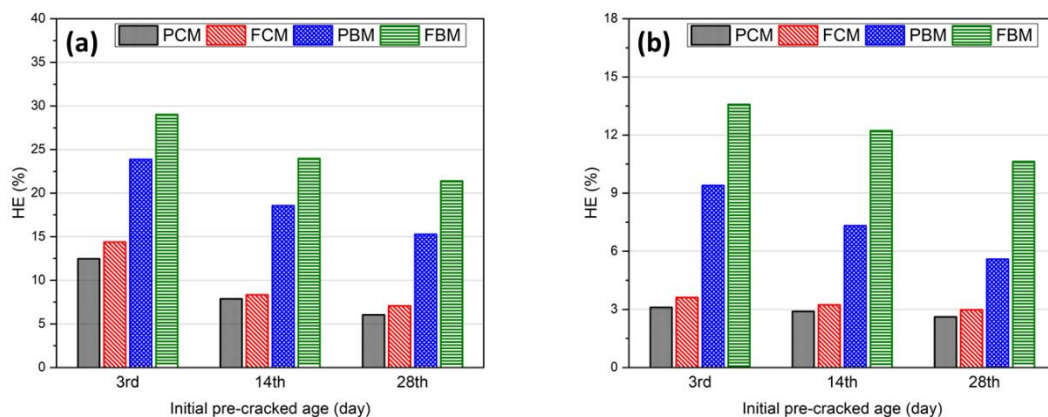 (a)
PCM FCM PBM FBM
40
35
30
25
20
15
10
5
0
HE (%)
3rd 14th 28th
Initial pre-cracked age (day)
(b)
PCM FCM PBM FBM
18
15
12
9
6
3
0
HE (%)
3rd 14th 28th
Initial pre-cracked age (day)